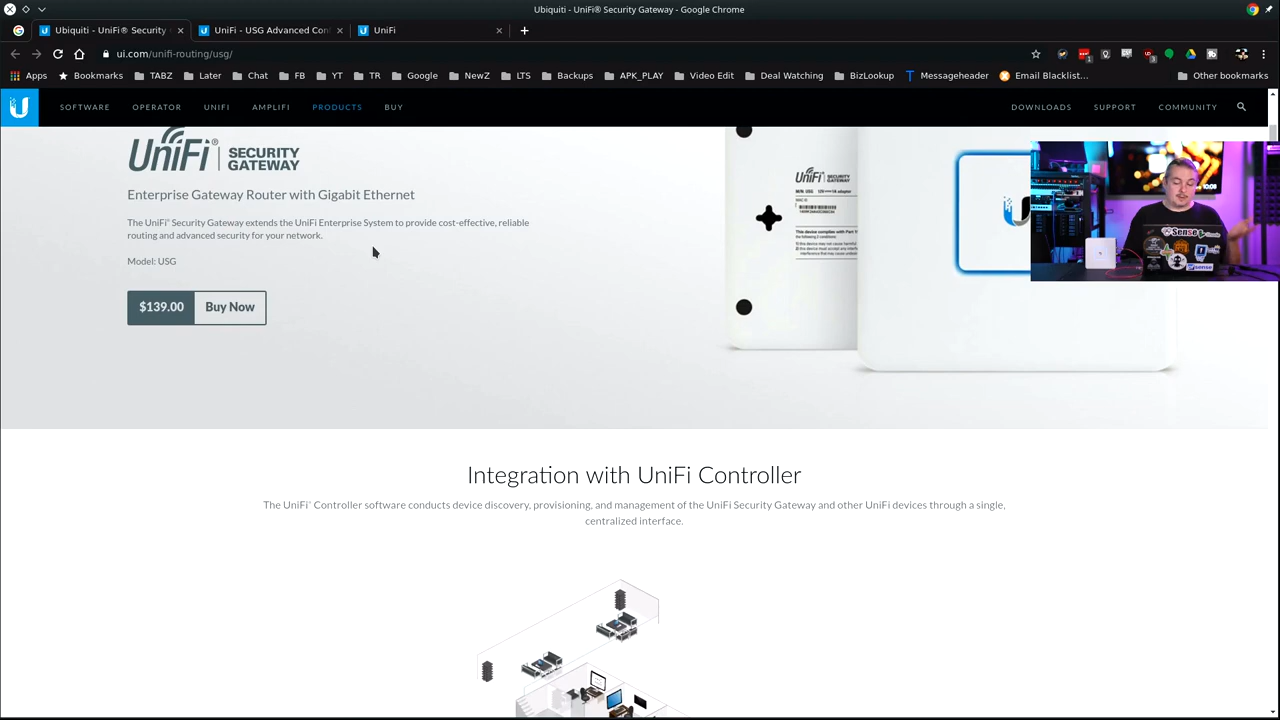 Ubiquiti - UniFi® Security Gateway - Google Chrome
Ubiquiti - UniFi® Security
UniFi - USG Advanced Con
UniFi
ui.com/unifi-routing/usg/
Apps
Bookmarks
TABZ
Later
Chat
FB
YT
TR
Google
NewZ
LTS
Backups
APK_PLAY
Video Edit
Deal Watching
BizLookup
Messageheader
Email Blacklist...
Other bookmarks
SOFTWARE
OPERATOR
UNIFI
AMPLIFI
PRODUCTS
BUY
DOWNLOADS
SUPPORT
COMMUNITY
UniFi® | SECURITY GATEWAY
Enterprise Gateway Router with Gigabit Ethernet
The UniFi® Security Gateway extends the UniFi Enterprise System to provide cost-effective, reliable
routing and advanced security for your network.
Model: USG
$139.00
Buy Now
UniFi SECURITY GATEWAY
Integration with UniFi Controller
The UniFi® Controller software conducts device discovery, provisioning, and management of the UniFi Security Gateway and other UniFi devices through a single,
centralized interface.